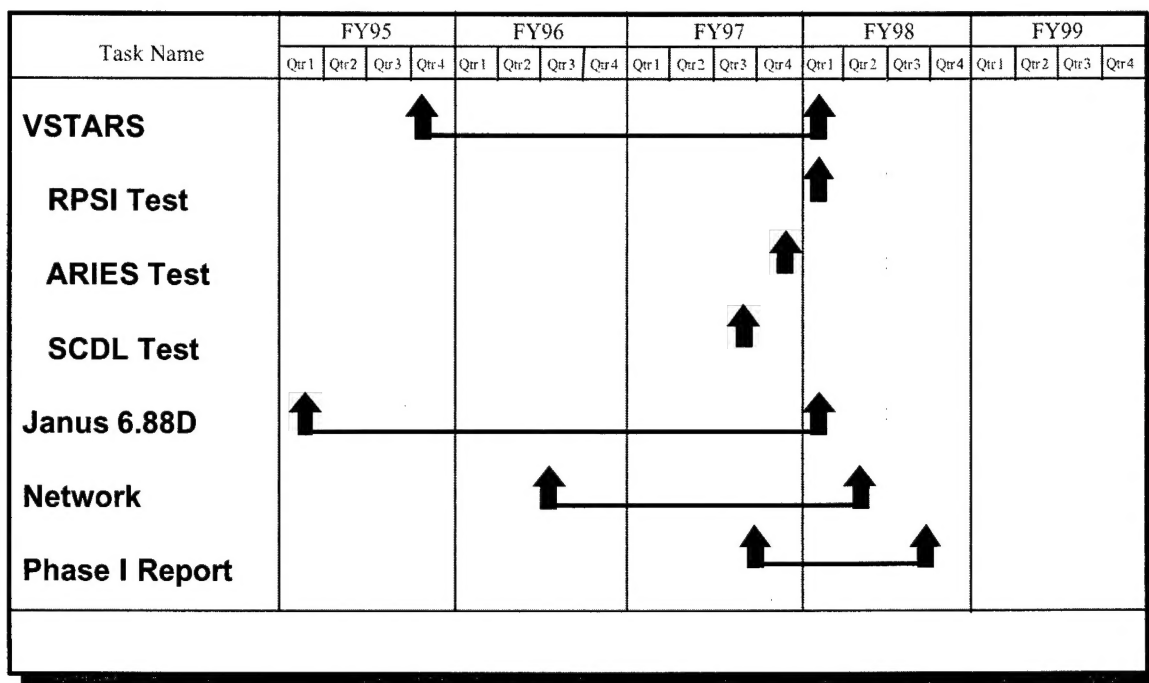 Task Name FY95 FY96 FY97 FY98 FY99
Qtr 1 Qtr 2 Qtr 3 Qtr 4 Qtr 1 Qtr 2 Qtr 3 Qtr 4 Qtr 1 Qtr 2 Qtr 3 Qtr 4 Qtr 1 Qtr 2 Qtr 3 Qtr 4 Qtr 1 Qtr 2 Qtr 3 Qtr 4
VSTARS
RPSI Test
ARIES Test
SCDL Test
Janus 6.88D
Network
Phase I Report